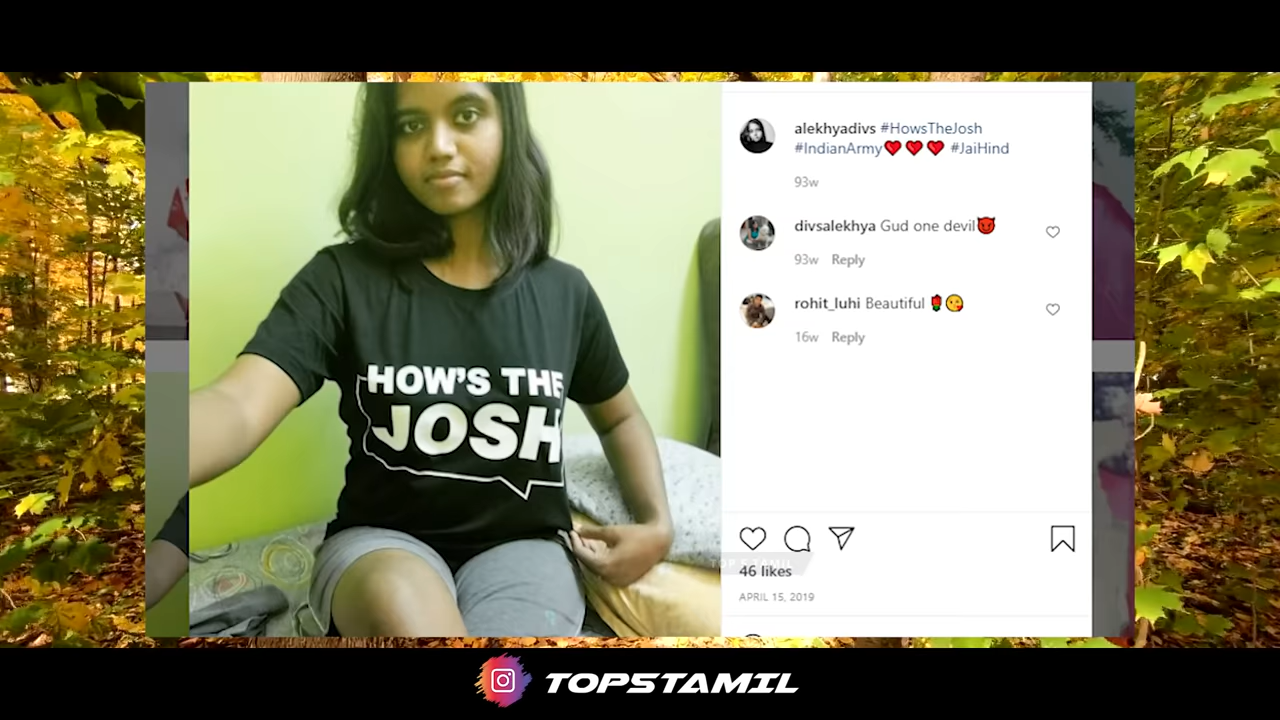 alekhyadivs #HowsTheJosh
#IndianArmy❤❤❤ #JaiHind
93w
divsalekhya Gud one devil😈
93w Reply
rohit_luhi Beautiful 🌹😘
16w Reply
HOW'S THE
JOSH
TOPSTAMIL
46 likes
APRIL 15, 2019
TOPSTAMIL